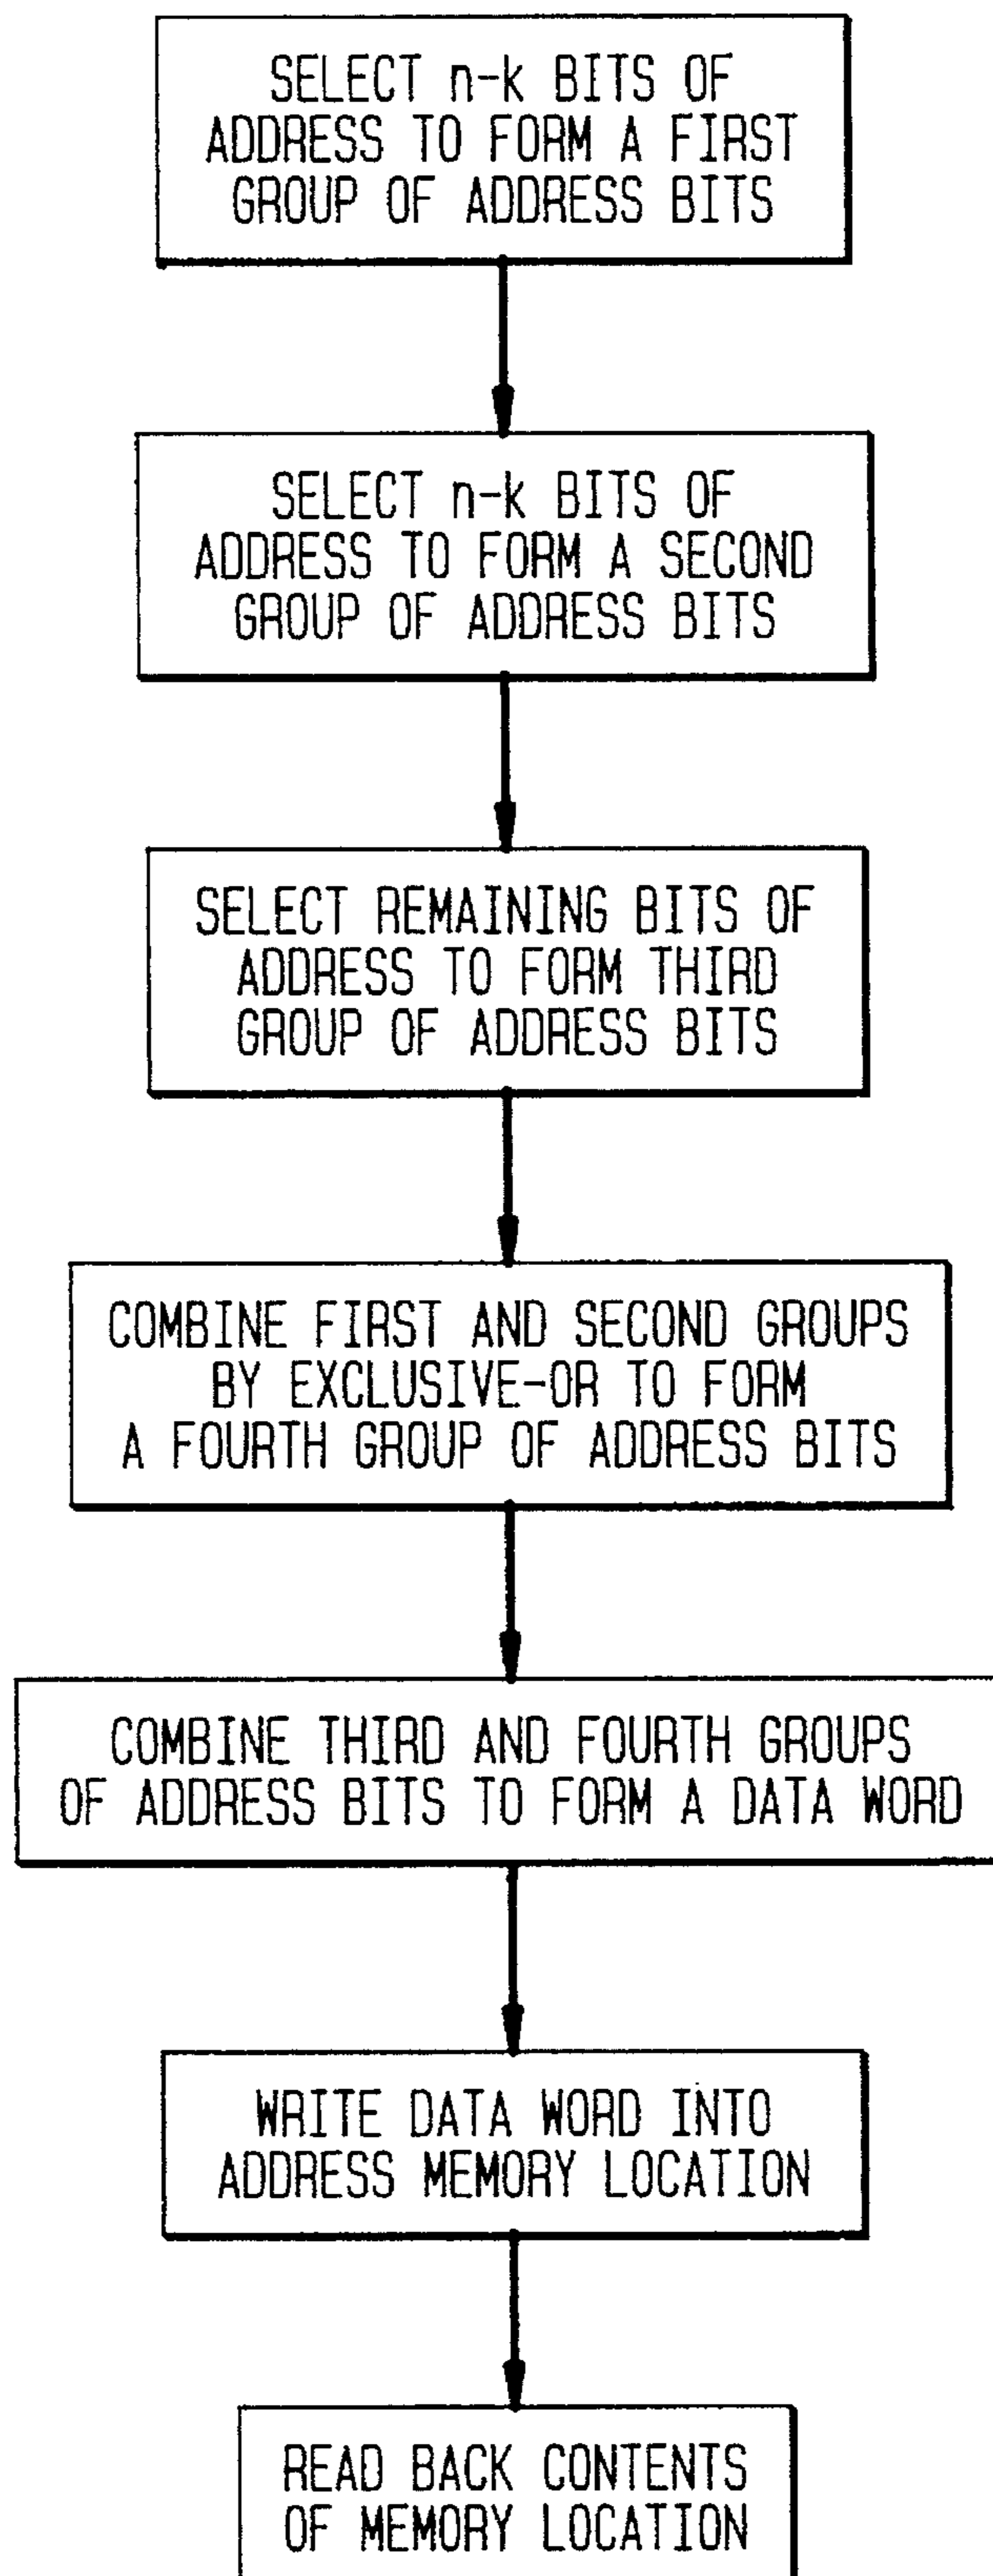 SELECT n-k BITS OF
ADDRESS TO FORM A FIRST
GROUP OF ADDRESS BITS
SELECT n-k BITS OF
ADDRESS TO FORM A SECOND
GROUP OF ADDRESS BITS
SELECT REMAINING BITS OF
ADDRESS TO FORM THIRD
GROUP OF ADDRESS BITS
COMBINE FIRST AND SECOND GROUPS
BY EXCLUSIVE-OR TO FORM
A FOURTH GROUP OF ADDRESS BITS
COMBINE THIRD AND FOURTH GROUPS
OF ADDRESS BITS TO FORM A DATA WORD
WRITE DATA WORD INTO
ADDRESS MEMORY LOCATION
READ BACK CONTENTS
OF MEMORY LOCATION